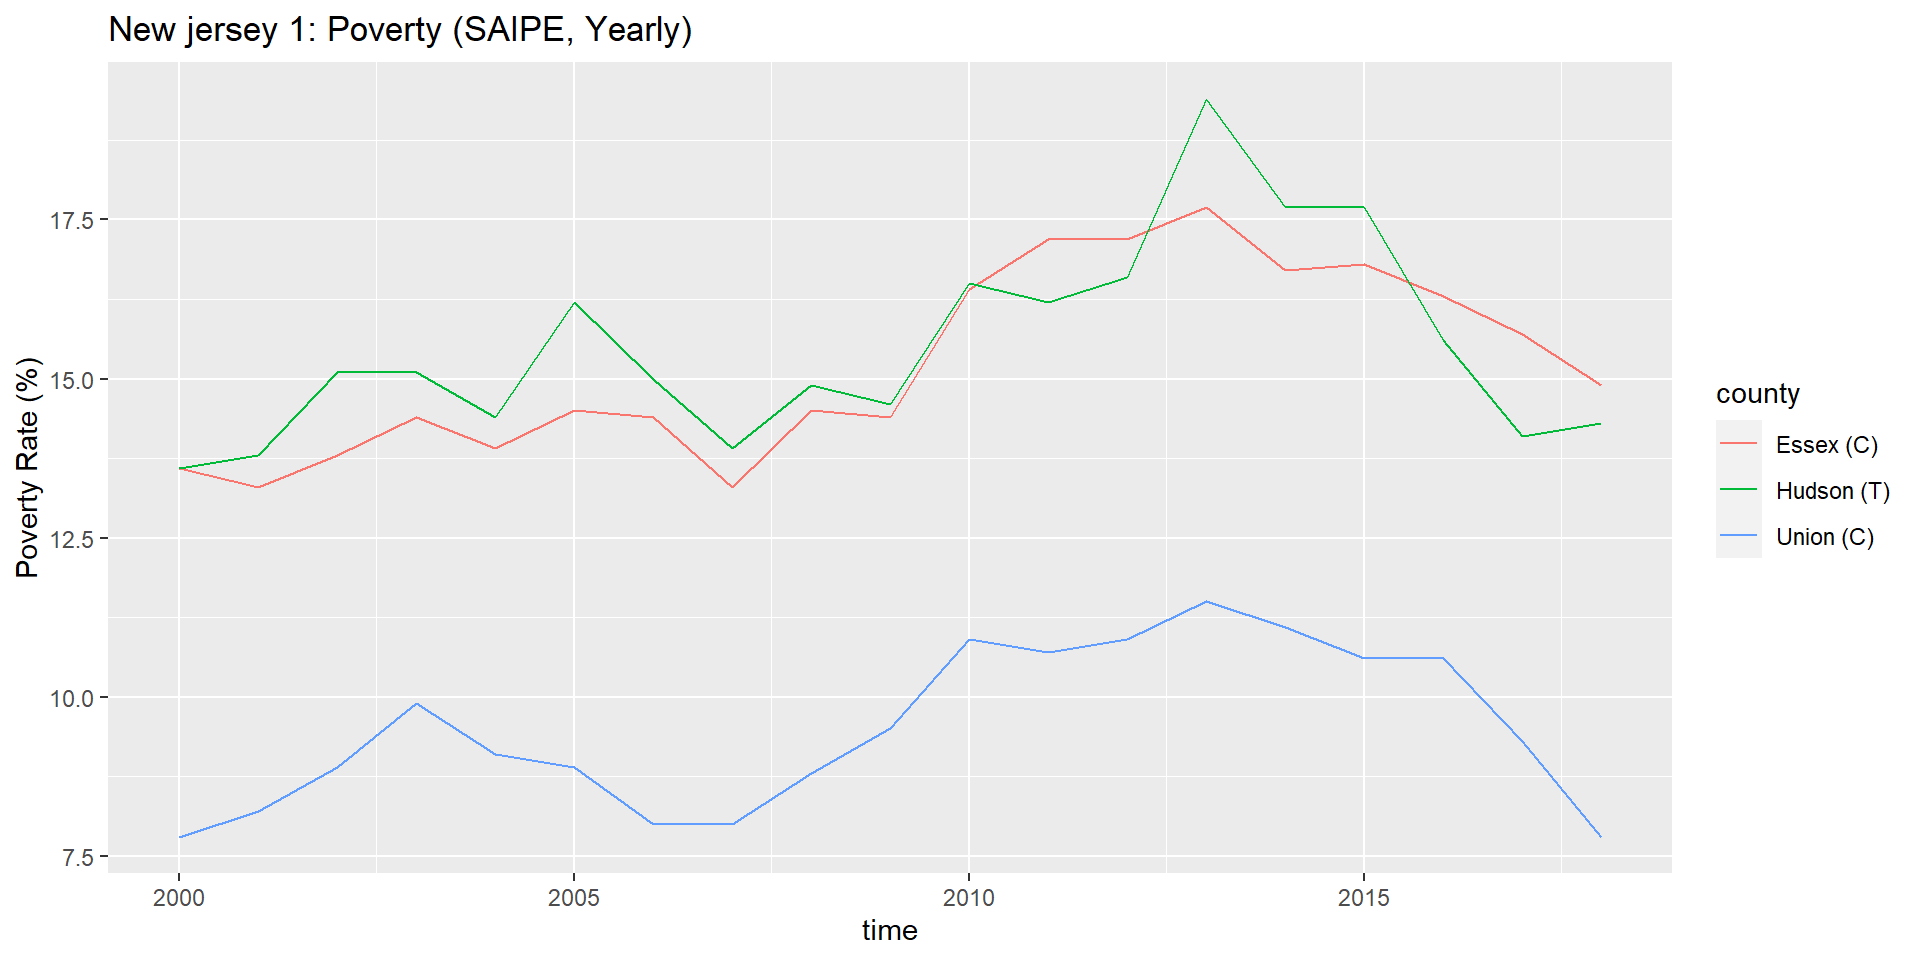 New jersey 1: Poverty (SAIPE, Yearly)
Poverty Rate (%)
17.5
15.0
12.5
10.0
7.5
2000
2005
2010
2015
time
county
Essex (C)
Hudson (T)
Union (C)